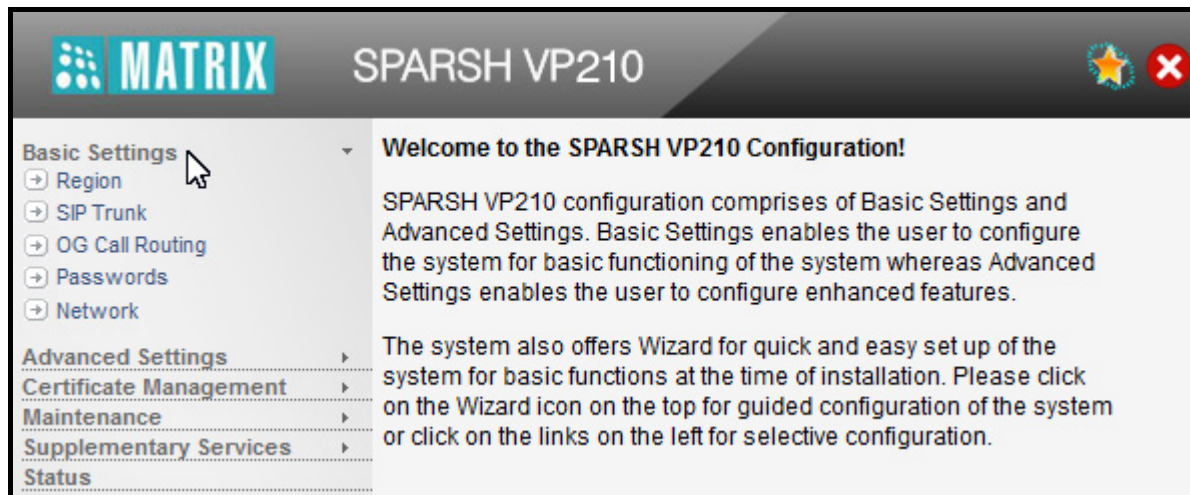 MATRIX
SPARSH VP210
Basic Settings
Region
SIP Trunk
OG Call Routing
Passwords
Network
Advanced Settings
Certificate Management
Maintenance
Supplementary Services
Status
Welcome to the SPARSH VP210 Configuration!
SPARSH VP210 configuration comprises of Basic Settings and
Advanced Settings. Basic Settings enables the user to configure
the system for basic functioning of the system whereas Advanced
Settings enables the user to configure enhanced features.
The system also offers Wizard for quick and easy set up of the
system for basic functions at the time of installation. Please click
on the Wizard icon on the top for guided configuration of the system
or click on the links on the left for selective configuration.